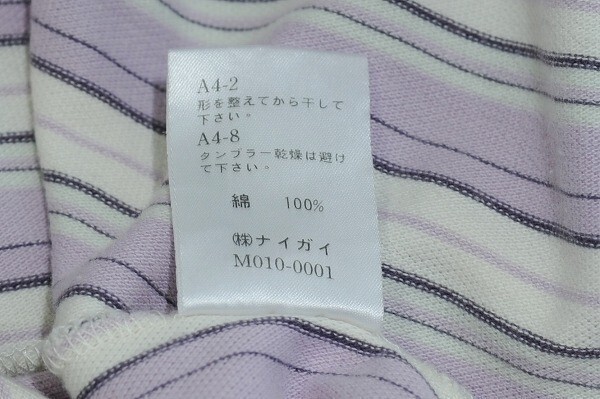 A4-2
形を整えてから干して
下さい。
A4-8
タンブラー乾燥は避け
て下さい。
綿 100%
㈱ナイガイ
M010-0001